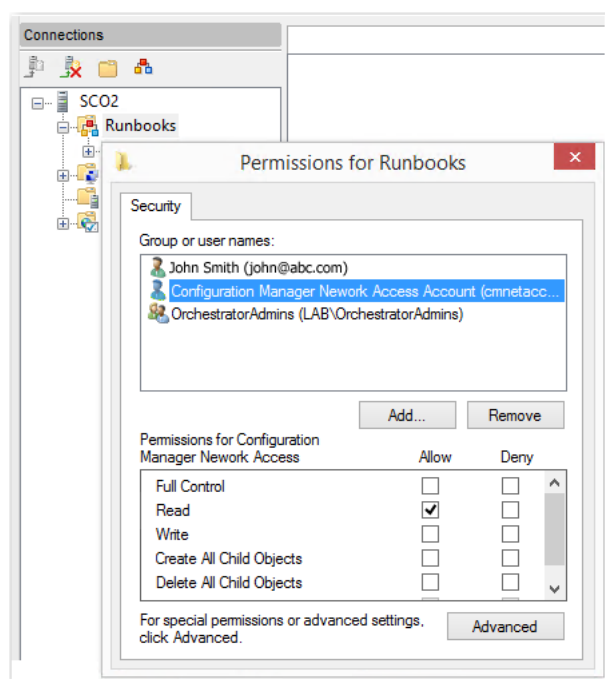 Connections
SCO2
Runbooks
Permissions for Runbooks
Security
Group or user names:
John Smith (john@abc.com)
Configuration Manager Nework Access Account (cmnetacc...
OrchestratorAdmins (LAB\OrchestratorAdmins)
Add...
Remove
Permissions for Configuration
Manager Network Access
Allow
Deny
Full Control
Read
Write
Create All Child Objects
Delete All Child Objects
For special permissions or advanced settings,
click Advanced.
Advanced